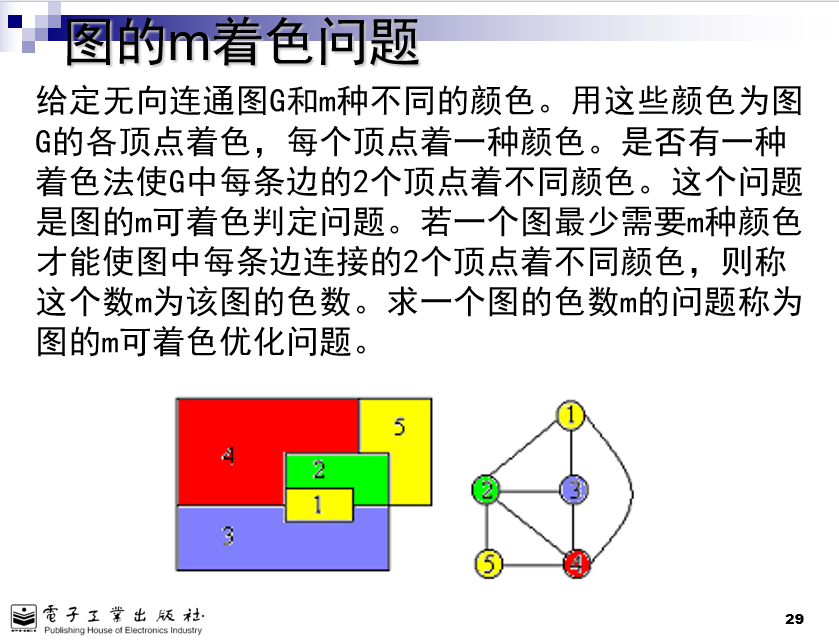 图的m着色问题
给定无向连通图G和m种不同的颜色。用这些颜色为图
G的各顶点着色，每个顶点着一种颜色。是否有一种
着色法使G中每条边的2个顶点着不同颜色。这个问题
是图的m可着色判定问题。若一个图最少需要m种颜色
才能使图中每条边连接的2个顶点着不同颜色，则称
这个数m为该图的色数。求一个图的色数m的问题称为
图的m可着色优化问题。
5
4
2
1
3
1
2
3
5
4
電子工業出版社·
Publishing House of Electronics Industry
29